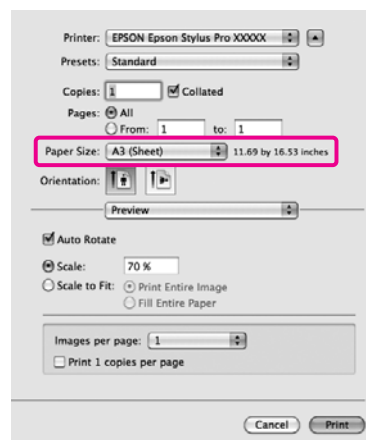 Printer: EPSON Epson Stylus Pro XXXXX
Presets: Standard
Copies: 1 Collated
Pages: All
From: 1 to: 1
Paper Size: A3 (Sheet) 11.69 by 16.53 inches
Orientation:
Preview
Auto Rotate
Scale: 70 %
Scale to Fit: Print Entire Image
Fill Entire Paper
Images per page: 1
Print 1 copies per page
Cancel Print